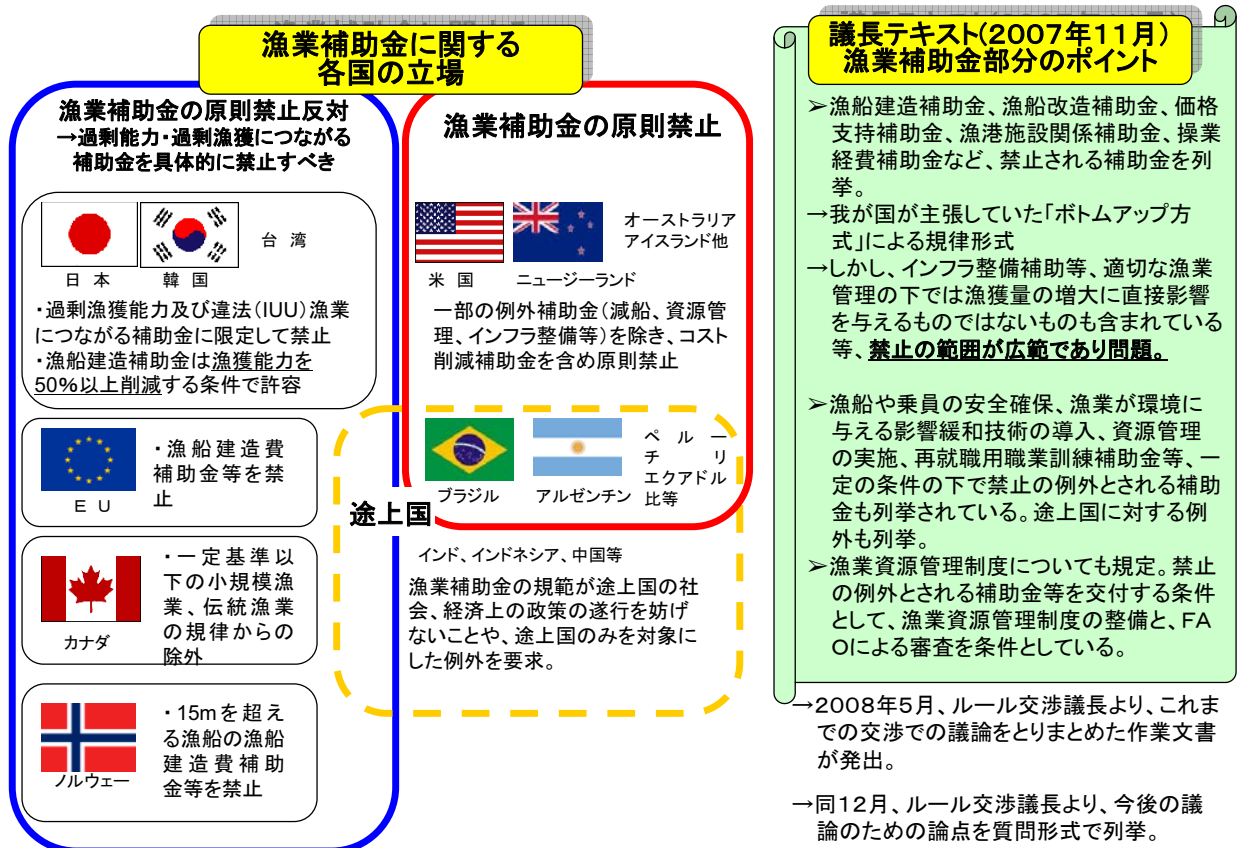 漁業補助金に関する
各国の立場
漁業補助金の原則禁止反対
→過剰能力・過剰漁獲につながる
補助金を具体的に禁止すべき
日 本
韓 国
台 湾
・過剰漁獲能力及び違法(IUU)漁業
につながる補助金に限定して禁止
・漁船建造補助金は漁獲能力を
50%以上削減する条件で許容
E U
・漁船建造費
補助金等を禁
止
カナダ
・一定基準以
下の小規模漁
業、伝統漁業
の規律からの
除外
ノルウェー
・15mを超え
る漁船の漁船
建造費補助
金等を禁止
漁業補助金の原則禁止
米 国
ニュージーランド
オーストラリア
アイスランド他
一部の例外補助金(減船、資源管
理、インフラ整備等)を除き、コスト
削減補助金を含め原則禁止
ブラジル
アルゼンチン
ペルー
チリ
エクアドル
比等
途上国
インド、インドネシア、中国等
漁業補助金の規範が途上国の社
会、経済上の政策の遂行を妨げ
ないことや、途上国のみを対象に
した例外を要求。
議長テキスト(2007年11月)
漁業補助金部分のポイント
➢漁船建造補助金、漁船改造補助金、価格
支持補助金、漁港施設関係補助金、操業
経費補助金など、禁止される補助金を列
挙。
→我が国が主張していた「ボトムアップ方
式」による規律形式
→しかし、インフラ整備補助等、適切な漁業
管理の下では漁獲量の増大に直接影響
を与えるものではないものも含まれている
等、禁止の範囲が広範であり問題。
➢漁船や乗員の安全確保、漁業が環境に
与える影響緩和技術の導入、資源管理
の実施、再就職用職業訓練補助金等、一
定の条件の下で禁止の例外とされる補助
金も列挙されている。途上国に対する例
外も列挙。
➢漁業資源管理制度についても規定。禁止
の例外とされる補助金等を交付する条件
として、漁業資源管理制度の整備と、FA
Oによる審査を条件としている。
→2008年5月、ルール交渉議長より、これま
での交渉での議論をとりまとめた作業文書
が発出。
→同12月、ルール交渉議長より、今後の議
論のための論点を質問形式で列挙。